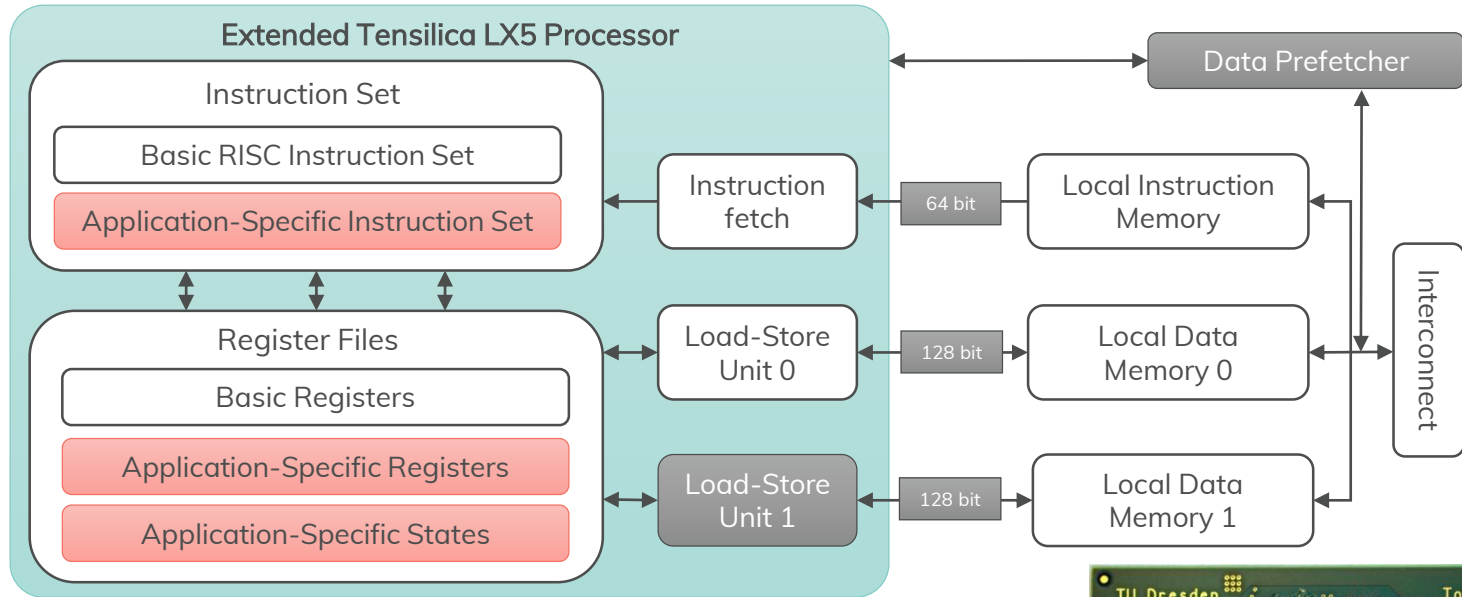 Extended Tensilica LX5 Processor
Data Prefetcher
Instruction Set
Basic RISC Instruction Set
Application-Specific Instruction Set
Instruction
fetch
64 bit
Local Instruction
Memory
Interconnect
Register Files
Basic Registers
Application-Specific Registers
Application-Specific States
Load-Store
Unit 0
128 bit
Local Data
Memory 0
Load-Store
Unit 1
128 bit
Local Data
Memory 1
TU Dresden